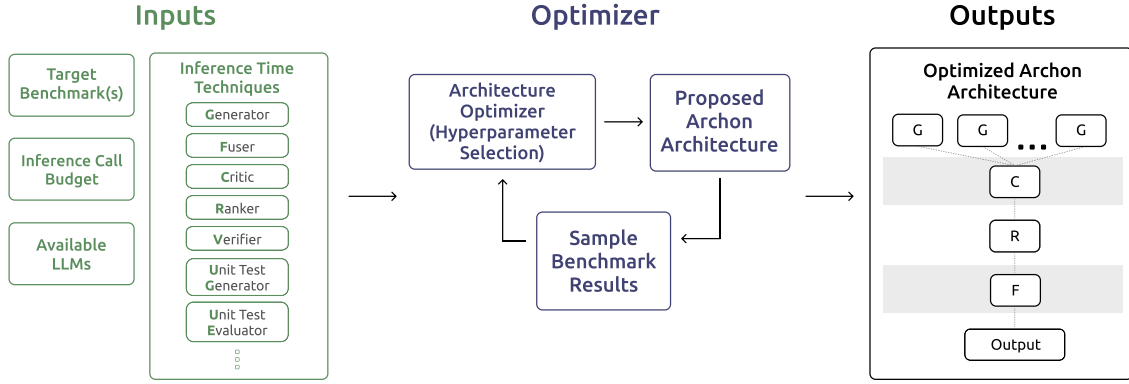 Inputs
Target
Benchmark(s)
Inference Call
Budget
Available
LLMs
Inference Time
Techniques
Generator
Fuser
Critic
Ranker
Verifier
Unit Test
Generator
Unit Test
Evaluator
Optimizer
Architecture
Optimizer
(Hyperparameter
Selection)
Proposed
Archon
Architecture
Sample
Benchmark
Results
Outputs
Optimized Archon
Architecture
G G ... G
C
R
F
Output